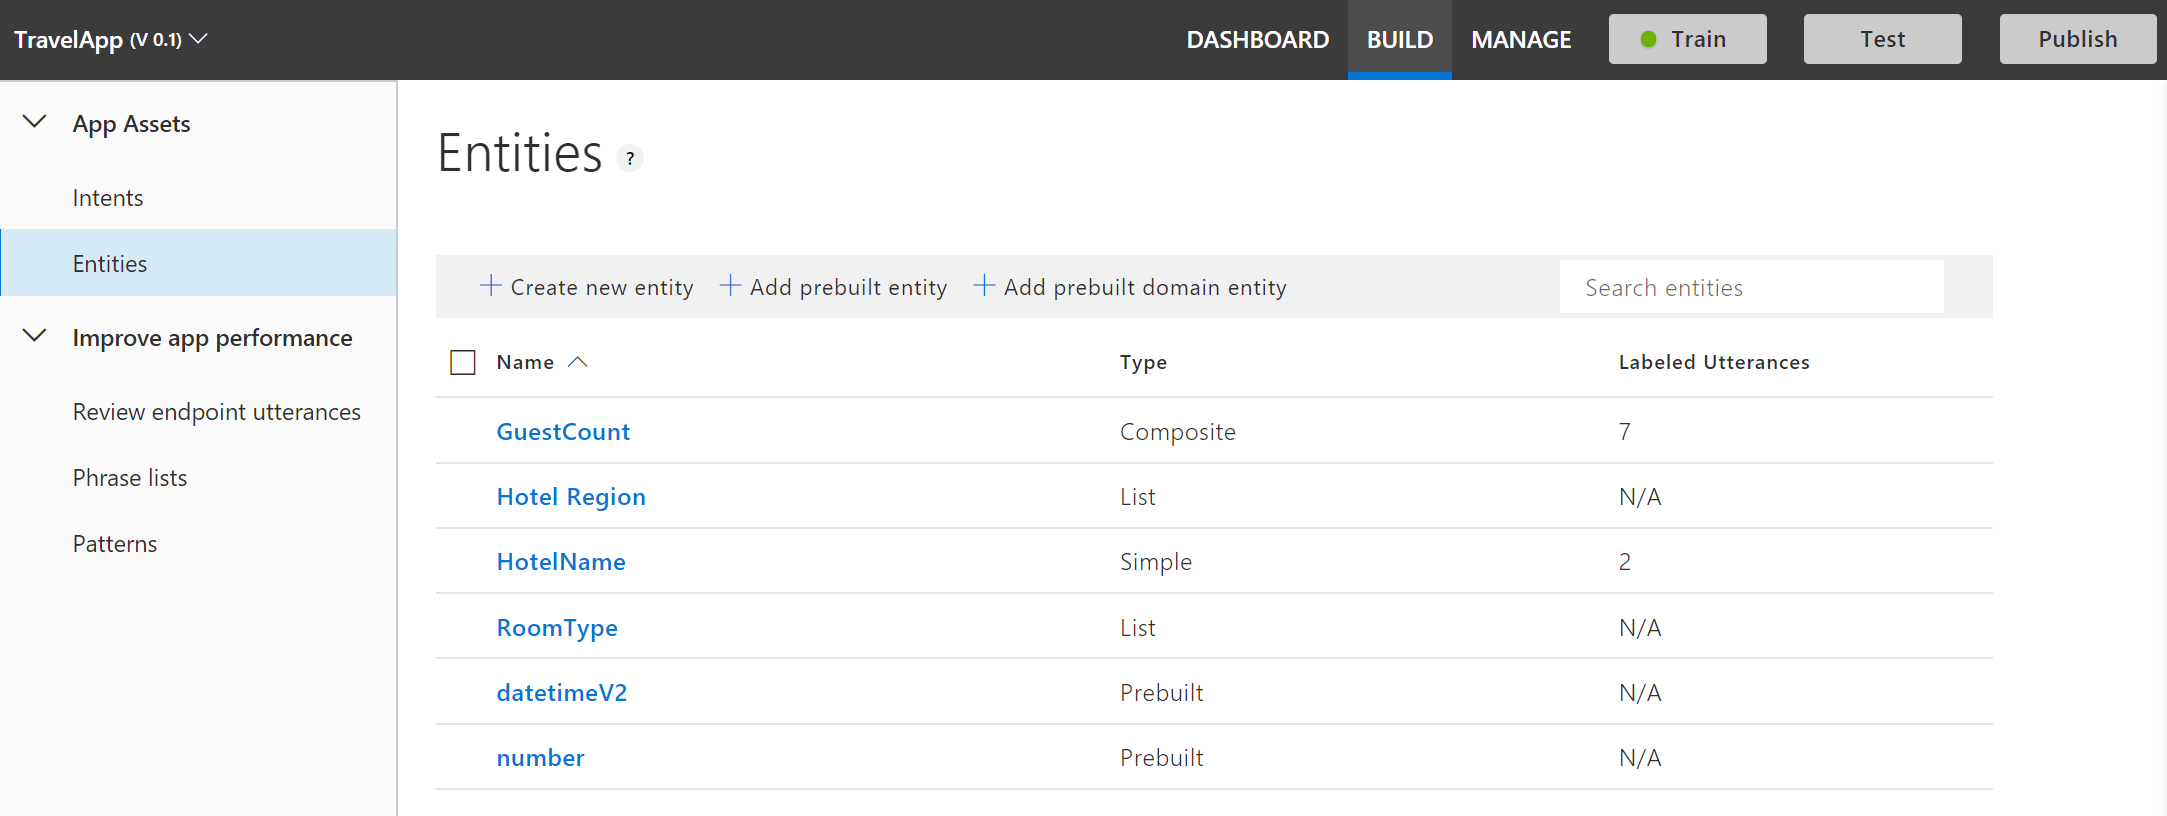 TravelApp (V 0.1) DASHBOARD BUILD MANAGE Train Test Publish
App Assets
Intents
Entities
Improve app performance
Review endpoint utterances
Phrase lists
Patterns
Entities ?
Create new entity Add prebuilt entity Add prebuilt domain entity Search entities
Name Type Labeled Utterances
GuestCount Composite 7
Hotel Region List N/A
HotelName Simple 2
RoomType List N/A
datetimeV2 Prebuilt N/A
number Prebuilt N/A